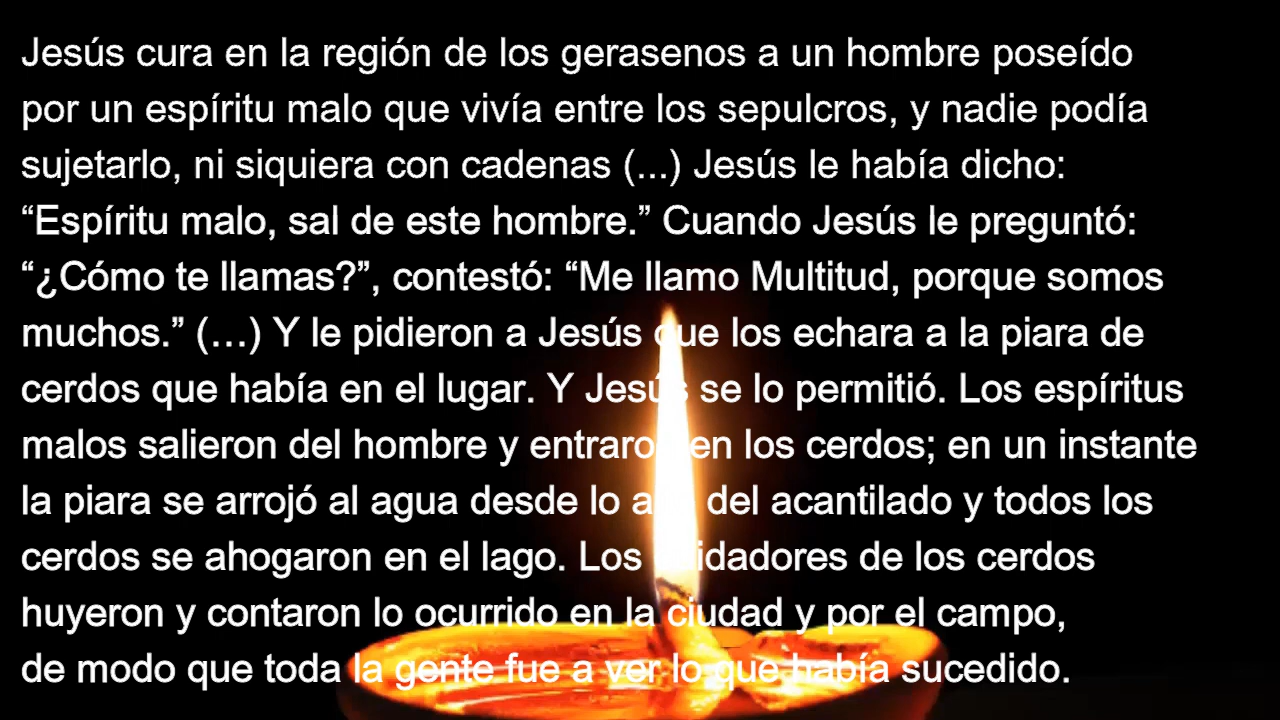 Jesús cura en la región de los gerasenos a un hombre poseído
por un espíritu malo que vivía entre los sepulcros, y nadie podía
sujetarlo, ni siquiera con cadenas (...) Jesús le había dicho:
“Espíritu malo, sal de este hombre.” Cuando Jesús le preguntó:
“¿Cómo te llamas?”, contestó: “Me llamo Multitud, porque somos
muchos.” (…) Y le pidieron a Jesús que los echara a la piara de
cerdos que había en el lugar. Y Jesús se lo permitió. Los espíritus
malos salieron del hombre y entraron en los cerdos; en un instante
la piara se arrojó al agua desde lo alto del acantilado y todos los
cerdos se ahogaron en el lago. Los cuidadores de los cerdos
huyeron y contaron lo ocurrido en la ciudad y por el campo,
de modo que toda la gente fue a ver lo que había sucedido.